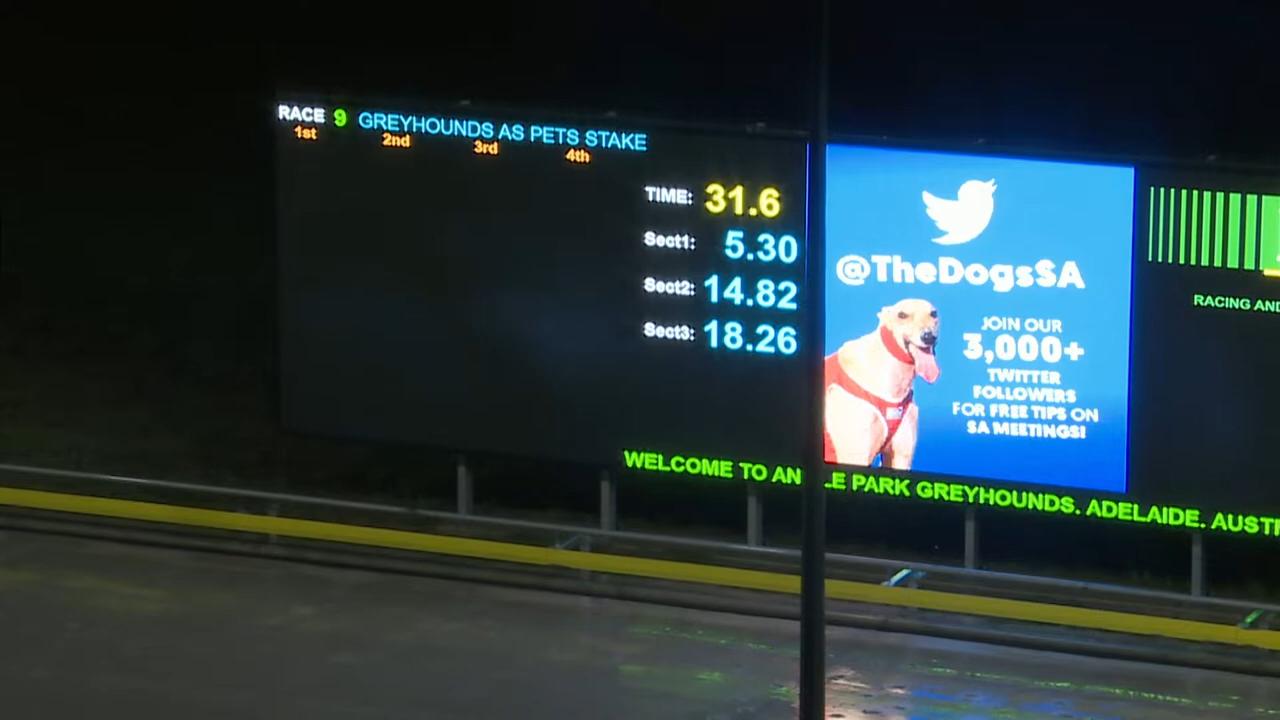 RACE 9 GREYHOUNDS AS PETS STAKE
1st 2nd 3rd 4th
TIME: 31.6
Sect1: 5.30
Sect2: 14.82
Sect3: 18.26
@TheDogsSA
JOIN OUR
3,000+
TWITTER
FOLLOWERS
FOR FREE TIPS ON
SA MEETINGS!
RACING AND
WELCOME TO AN LE PARK GREYHOUNDS. ADELAIDE. AUSTR